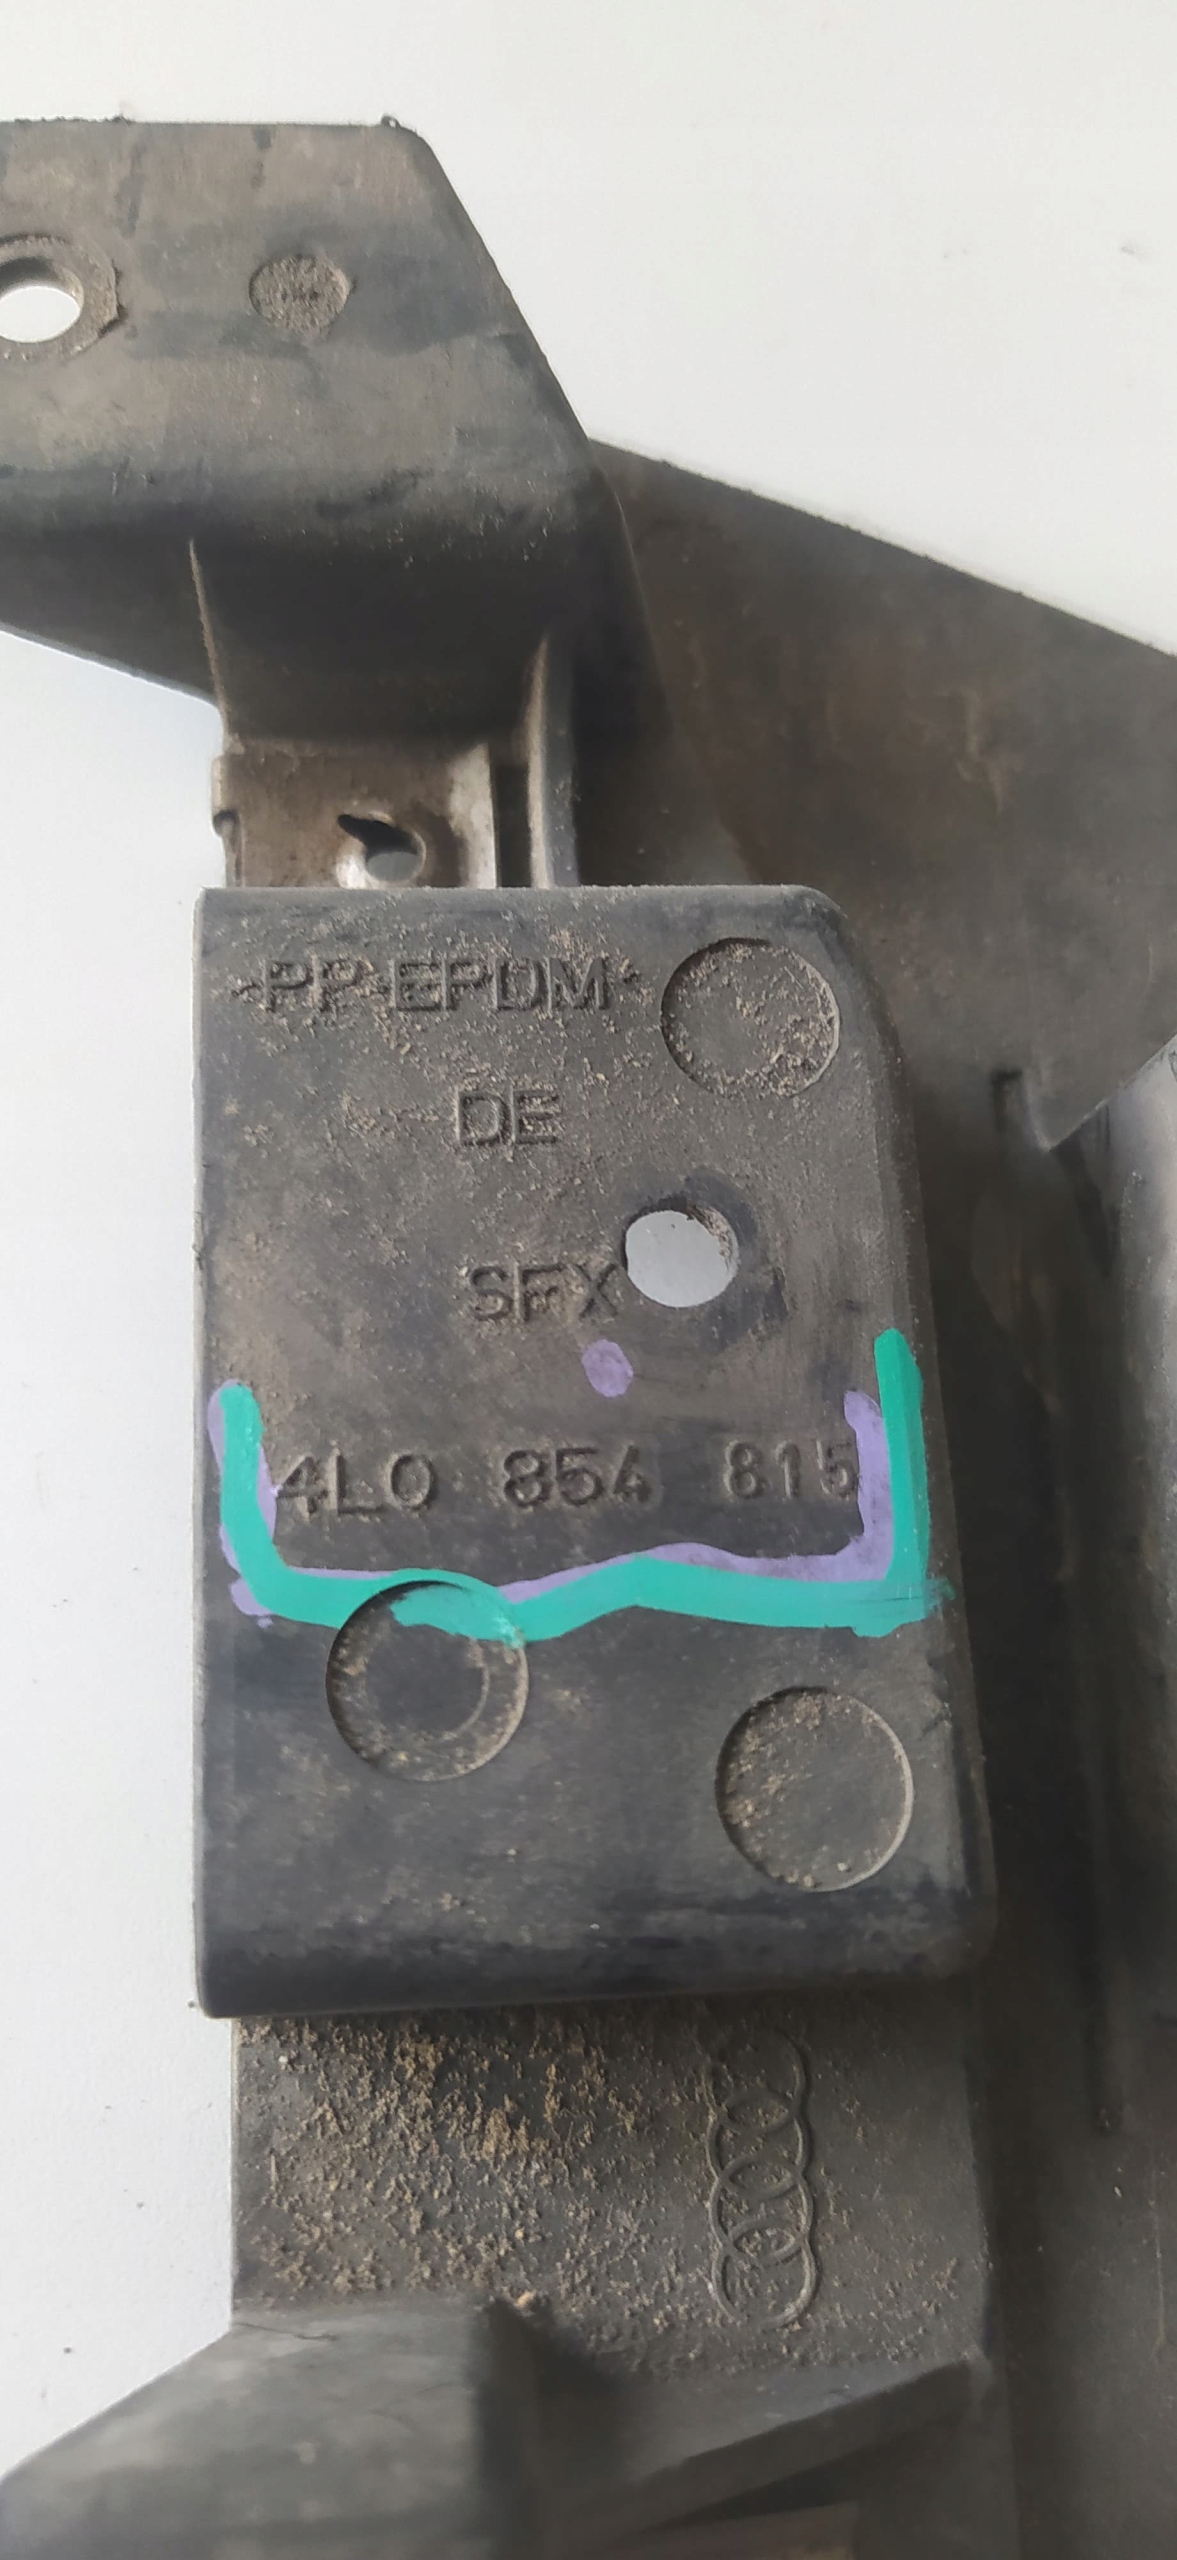 >PP-EPDM<
DE
SFX
4L0 854 815